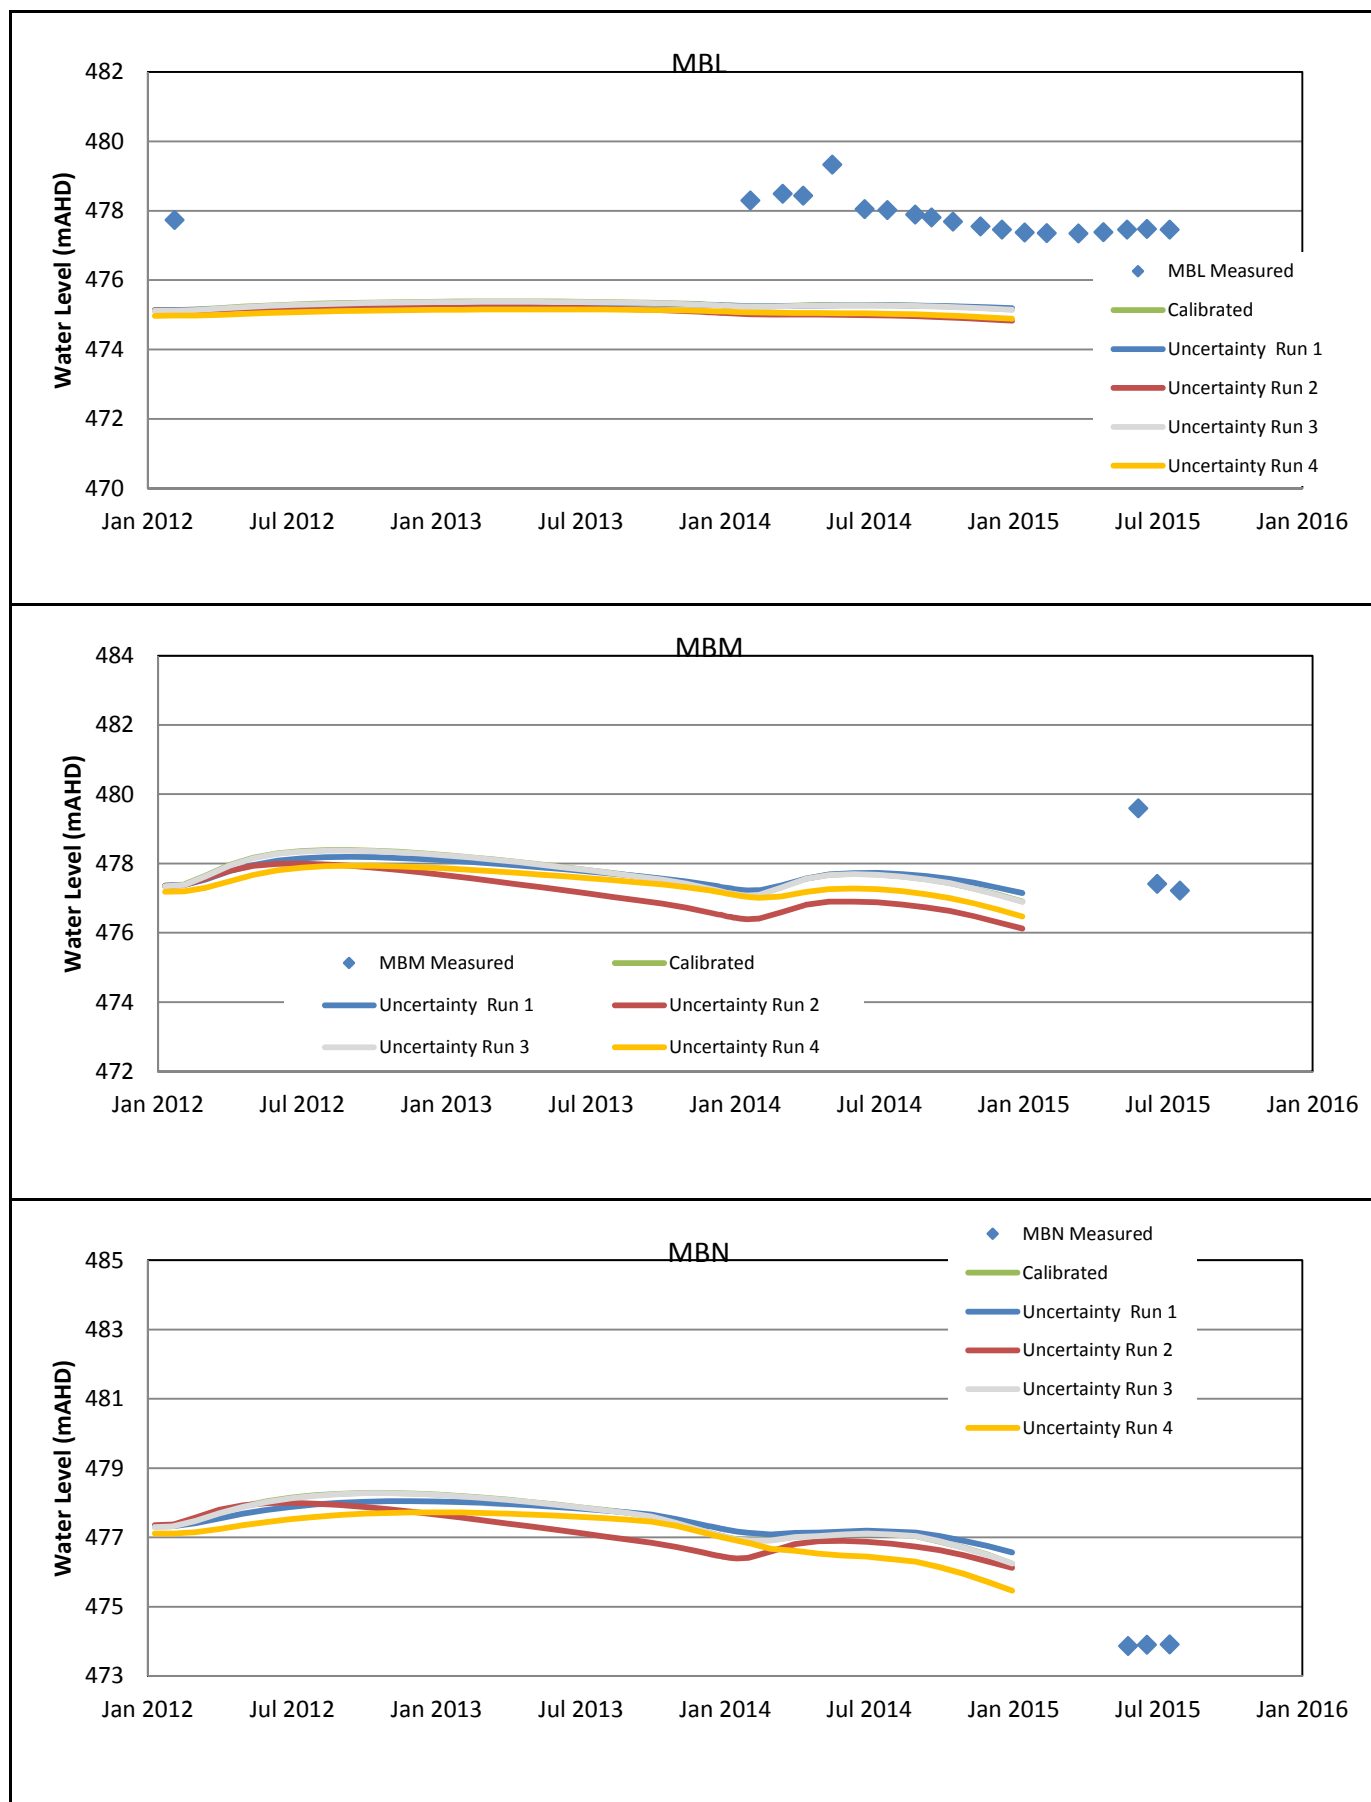 MBL
482
480
478
476
474
472
470
Water Level (mAHD)
MBL Measured
Calibrated
Uncertainty  Run 1
Uncertainty Run 2
Uncertainty Run 3
Uncertainty Run 4
Jan 2012 Jul 2012 Jan 2013 Jul 2013 Jan 2014 Jul 2014 Jan 2015 Jul 2015 Jan 2016
MBM
484
482
480
478
476
474
472
Water Level (mAHD)
MBM Measured Calibrated
Uncertainty  Run 1 Uncertainty Run 2
Uncertainty Run 3 Uncertainty Run 4
Jan 2012 Jul 2012 Jan 2013 Jul 2013 Jan 2014 Jul 2014 Jan 2015 Jul 2015 Jan 2016
MBN
485
483
481
479
477
475
473
Water Level (mAHD)
MBN Measured
Calibrated
Uncertainty  Run 1
Uncertainty Run 2
Uncertainty Run 3
Uncertainty Run 4
Jan 2012 Jul 2012 Jan 2013 Jul 2013 Jan 2014 Jul 2014 Jan 2015 Jul 2015 Jan 2016